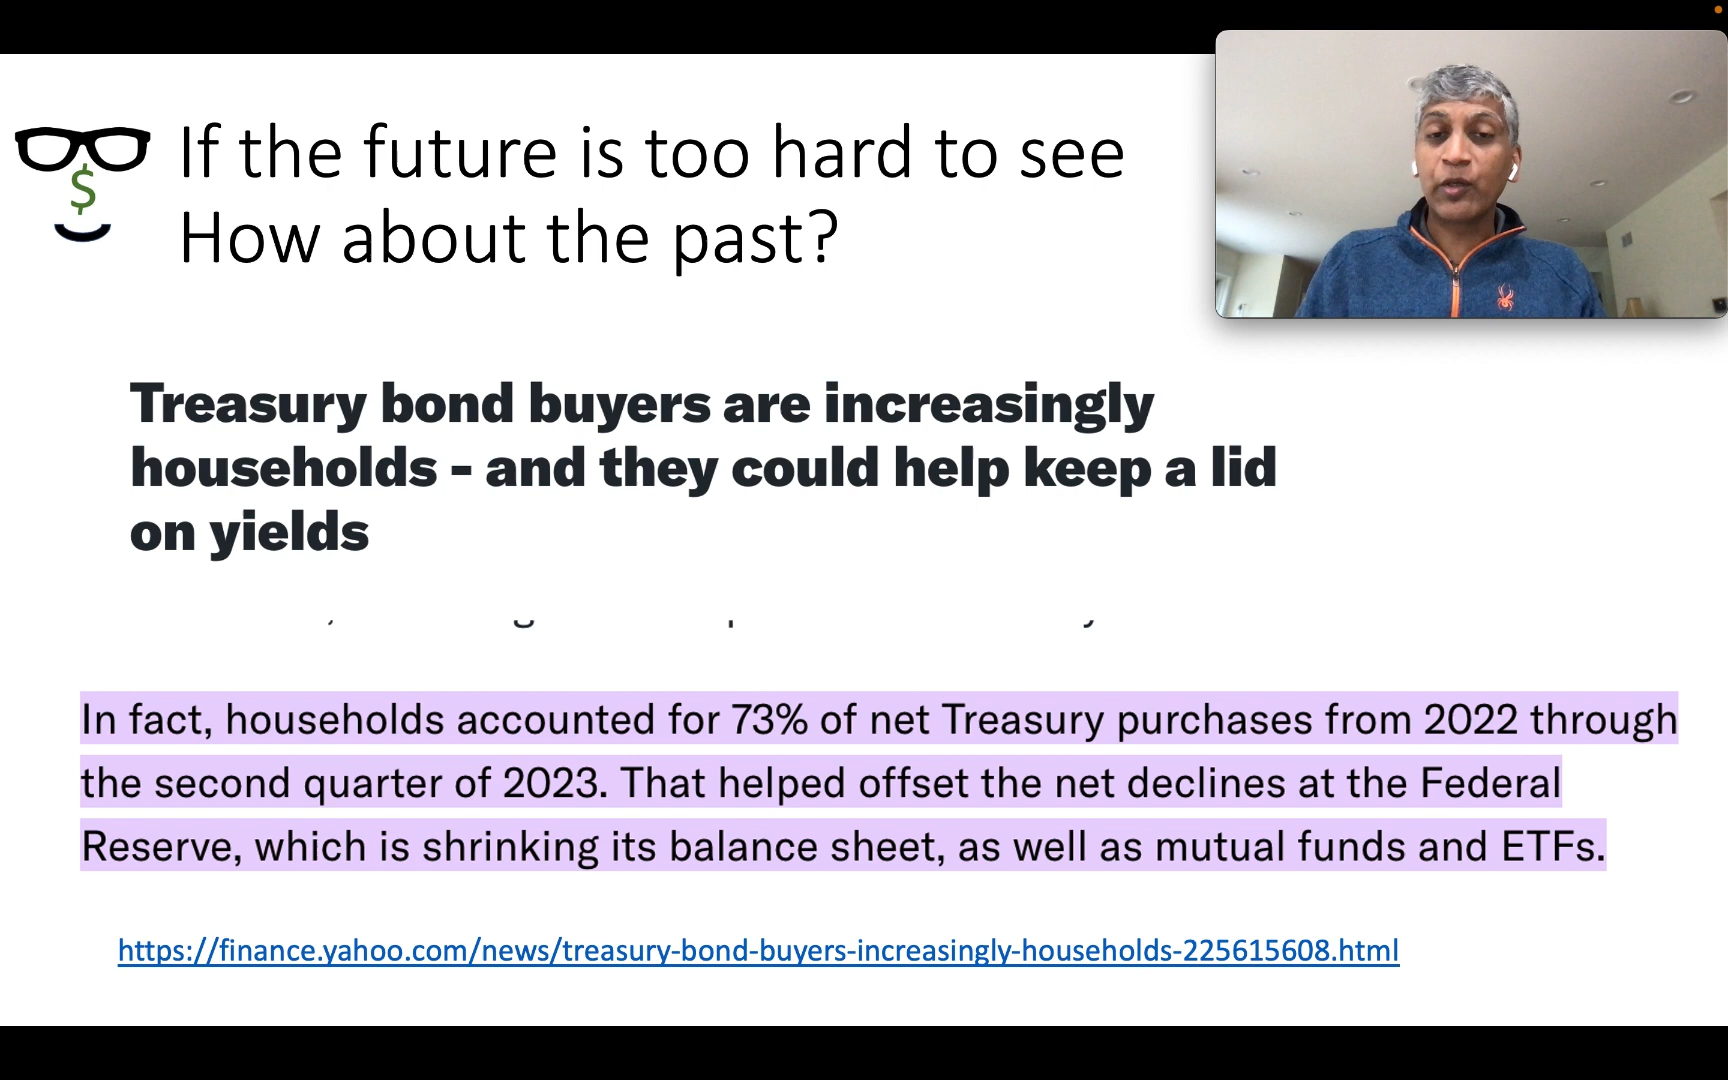 If the future is too hard to see
How about the past?
$
Treasury bond buyers are increasingly
households - and they could help keep a lid
on yields
In fact, households accounted for 73% of net Treasury purchases from 2022 through
the second quarter of 2023. That helped offset the net declines at the Federal
Reserve, which is shrinking its balance sheet, as well as mutual funds and ETFs.
https://finance.yahoo.com/news/treasury-bond-buyers-increasingly-households-225615608.html